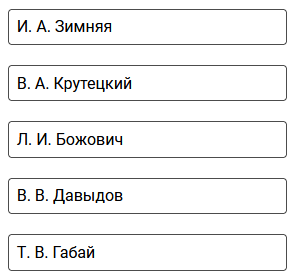 И. А. Зимняя
В. А. Крутецкий
Л. И. Божович
В. В. Давыдов
Т. В. Габай